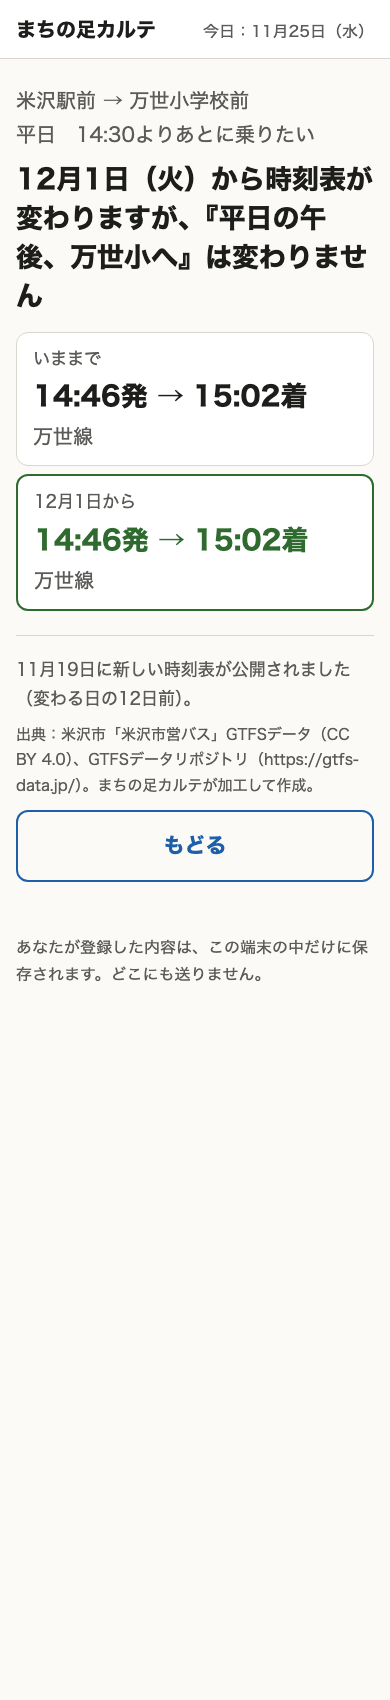 まちの足カルテ
今日：11月25日（水）
米沢駅前 → 万世小学校前
平日　14:30よりあとに乗りたい
12月1日（火）から時刻表が
変わりますが、『平日の午
後、万世小へ』は変わりませ
ん
いままで
14:46発 → 15:02着
万世線
12月1日から
14:46発 → 15:02着
万世線
11月19日に新しい時刻表が公開されました
（変わる日の12日前）。
出典：米沢市「米沢市営バス」GTFSデータ（CC
BY 4.0）、GTFSデータリポジトリ（https://gtfs-
data.jp/）。まちの足カルテが加工して作成。
もどる
あなたが登録した内容は、この端末の中だけに保
存されます。どこにも送りません。